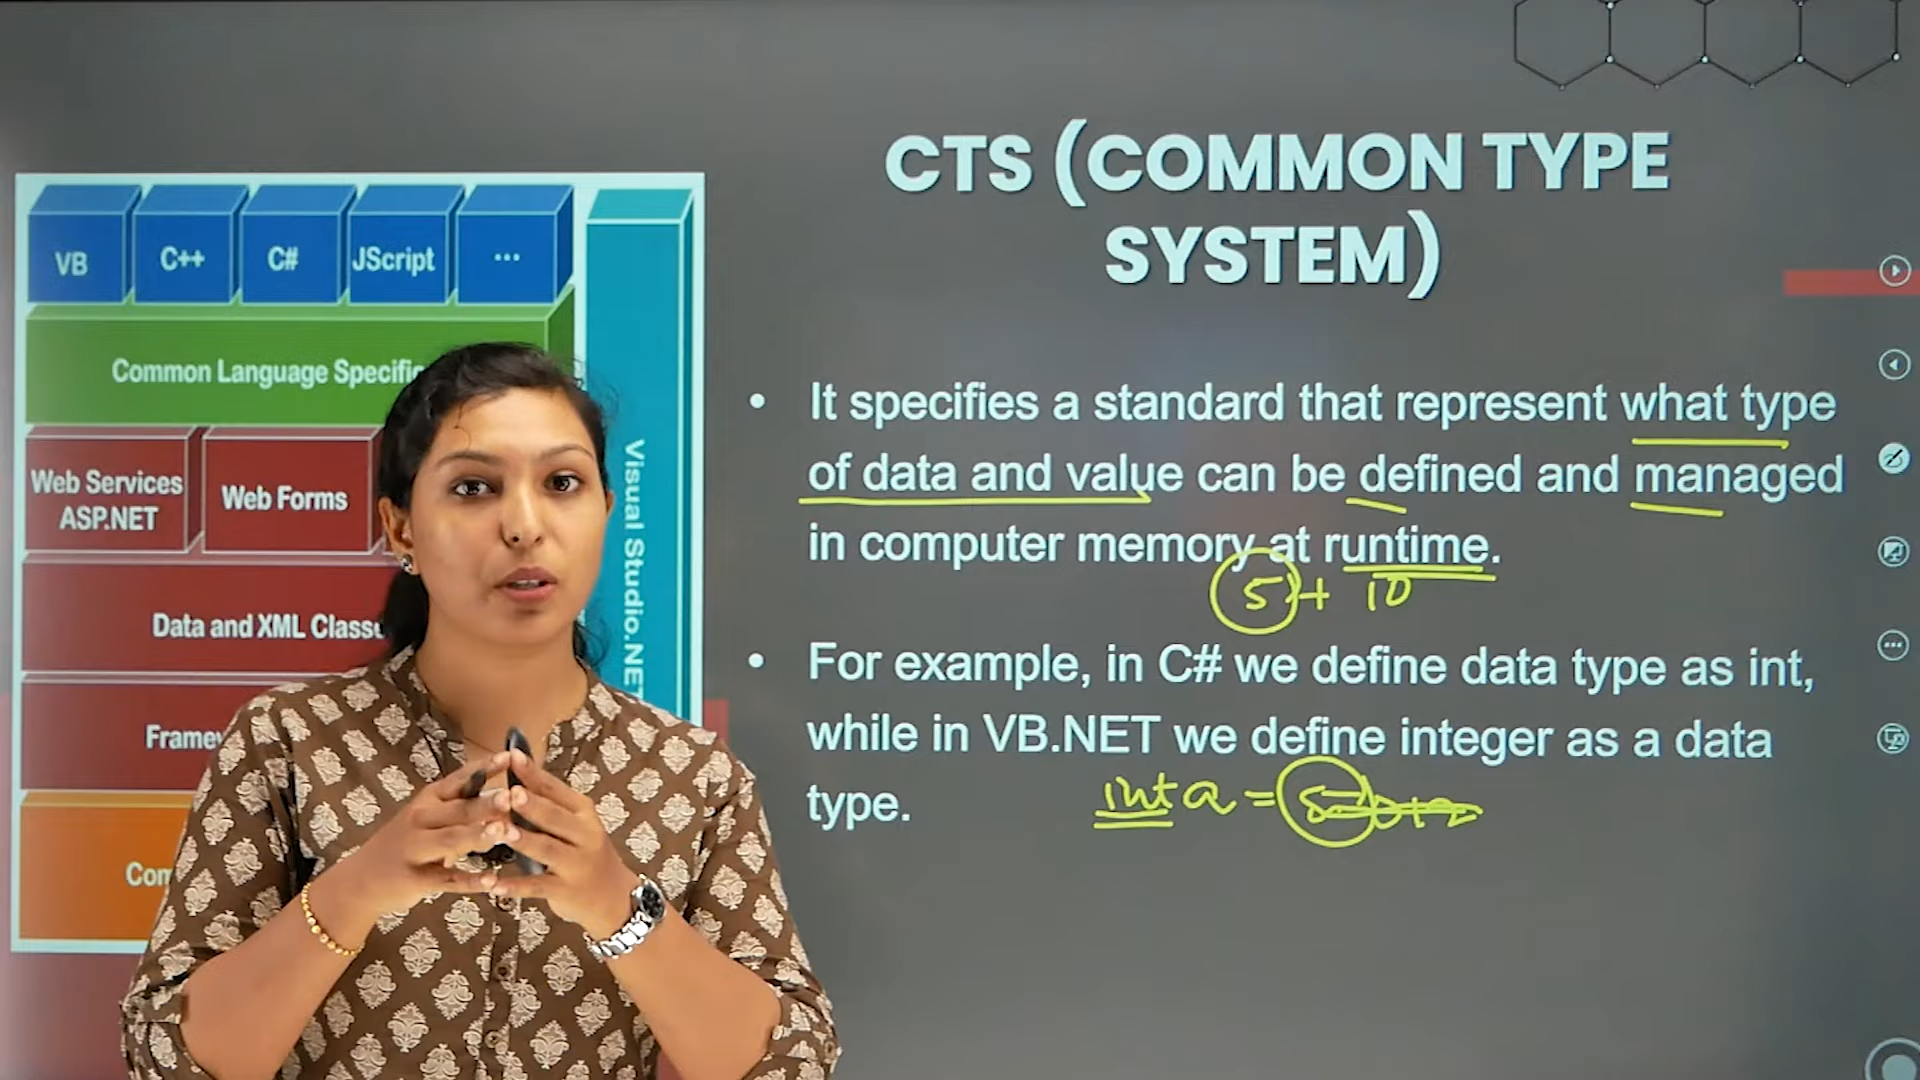 CTS (COMMON TYPE
SYSTEM)
VB
C++
C#
JScript
...
Common Language Specific
Web Services
ASP.NET
Web Forms
Data and XML Classe
Framew
Com
Visual Studio.NET
• It specifies a standard that represent what type
of data and value can be defined and managed
in computer memory at runtime.
5 + 10
• For example, in C# we define data type as int,
while in VB.NET we define integer as a data
type.
int a =